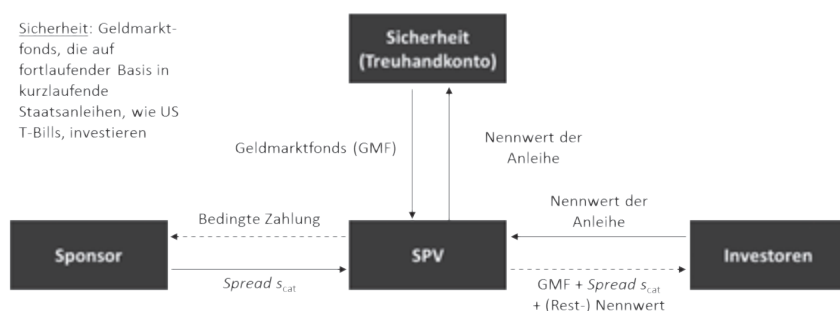 Sicherheit: Geldmarkt-
fonds, die auf
fortlaufender Basis in
kurzlaufende
Staatsanleihen, wie US
T-Bills, investieren
Sicherheit
(Treuhandkonto)
Geldmarktfonds (GMF)
Nennwert der
Anleihe
Sponsor
Bedingte Zahlung
Spread s_cat
SPV
Nennwert der
Anleihe
GMF + Spread s_cat
+ (Rest-) Nennwert
Investoren